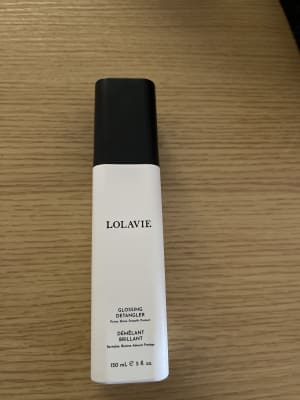 LOLAVIE
GLOSSING
DETANGLER
DÉMÊLANT
BRILLANT
150 mL ℮ 5 fl. oz.